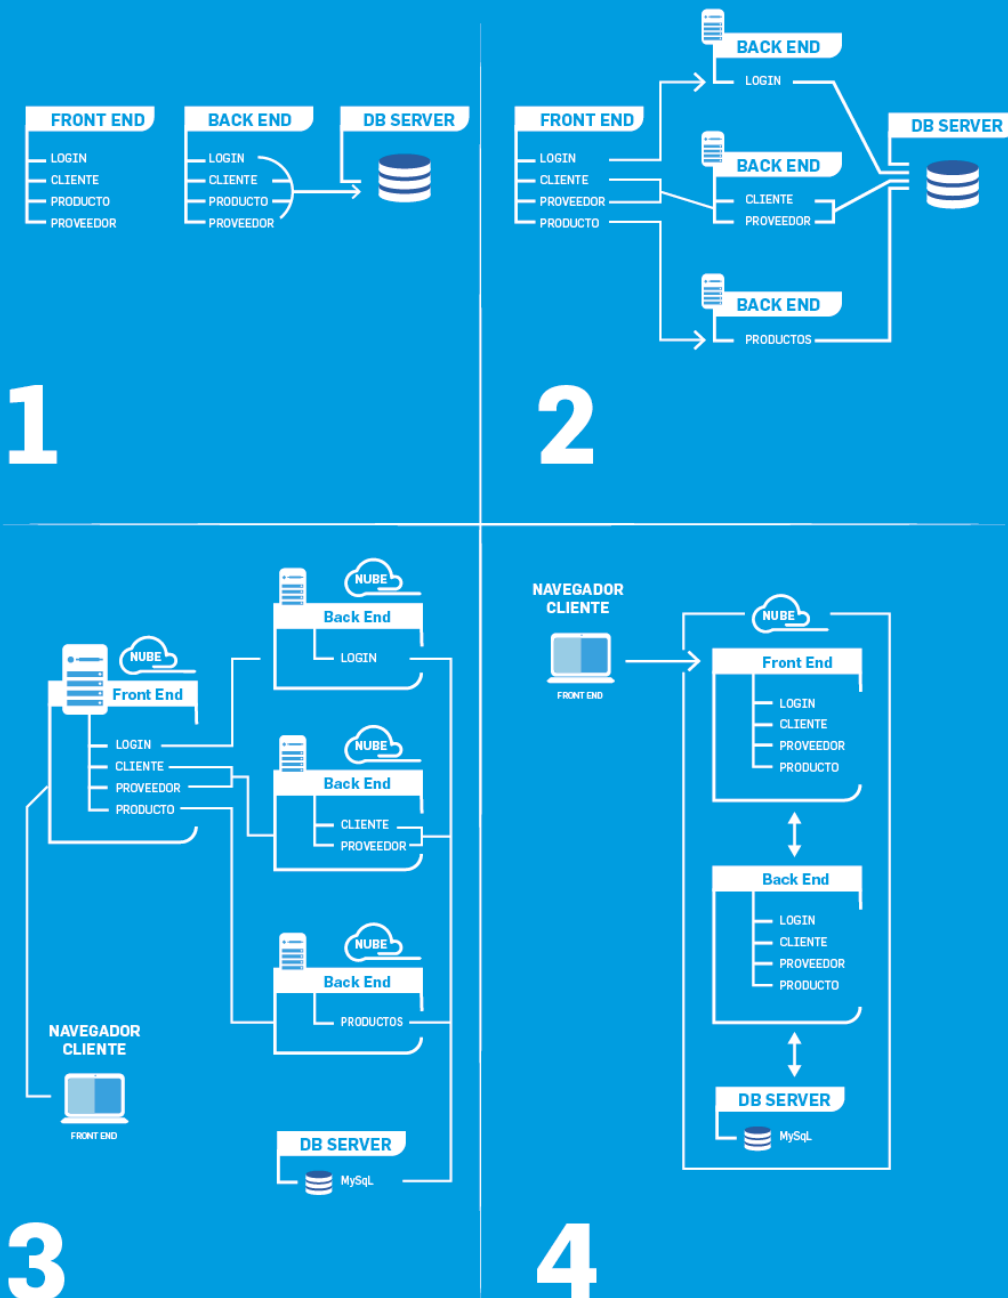 FRONT END
LOGIN
CLIENTE
PRODUCTO
PROVEEDOR
BACK END
LOGIN
CLIENTE
PRODUCTO
PROVEEDOR
DB SERVER
1
FRONT END
LOGIN
CLIENTE
PROVEEDOR
PRODUCTO
BACK END
LOGIN
BACK END
CLIENTE
PROVEEDOR
BACK END
PRODUCTOS
DB SERVER
2
NUBE
Front End
LOGIN
CLIENTE
PROVEEDOR
PRODUCTO
NUBE
Back End
LOGIN
NUBE
Back End
CLIENTE
PROVEEDOR
NUBE
Back End
PRODUCTOS
NAVEGADOR
CLIENTE
FRONT END
DB SERVER
MySqL
3
NAVEGADOR
CLIENTE
FRONT END
NUBE
Front End
LOGIN
CLIENTE
PROVEEDOR
PRODUCTO
Back End
LOGIN
CLIENTE
PROVEEDOR
PRODUCTO
DB SERVER
MySqL
4